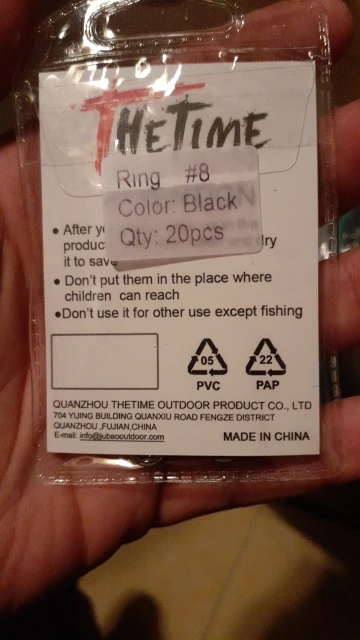 THETIME
Ring #8
Color: Black
Qty: 20pcs
• After
produc dry
it to save
• Don't put them in the place where
children can reach
•Don't use it for other use except fishing
05
PVC
22
PAP
QUANZHOU THETIME OUTDOOR PRODUCT CO., LTD
704 YIJING BUILDING QUANXIU ROAD FENGZE DISTRICT
QUANZHOU ,FUJIAN,CHINA
E-mail: info@jubaooutdoor.com
MADE IN CHINA